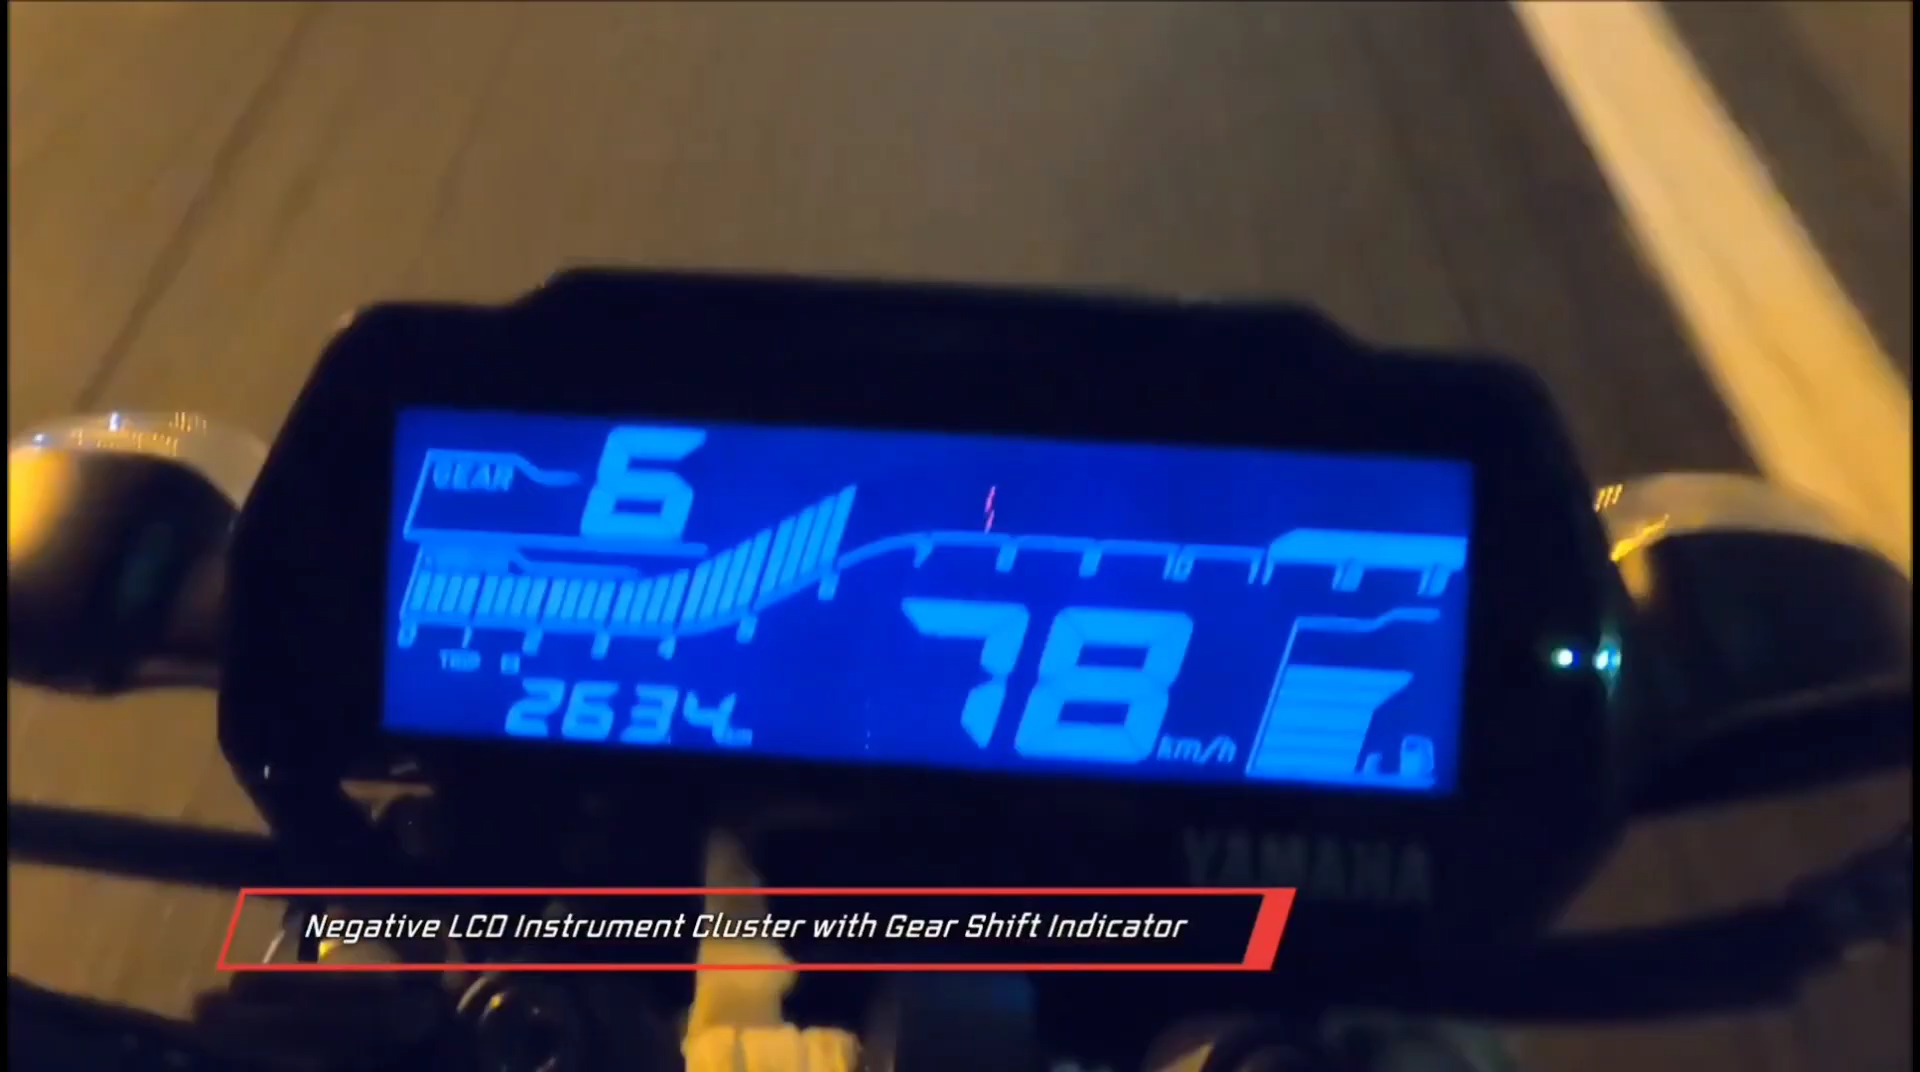 GEAR
6
TRIP
2634
78
km/h
YAMAHA
Negative LCD Instrument Cluster with Gear Shift Indicator